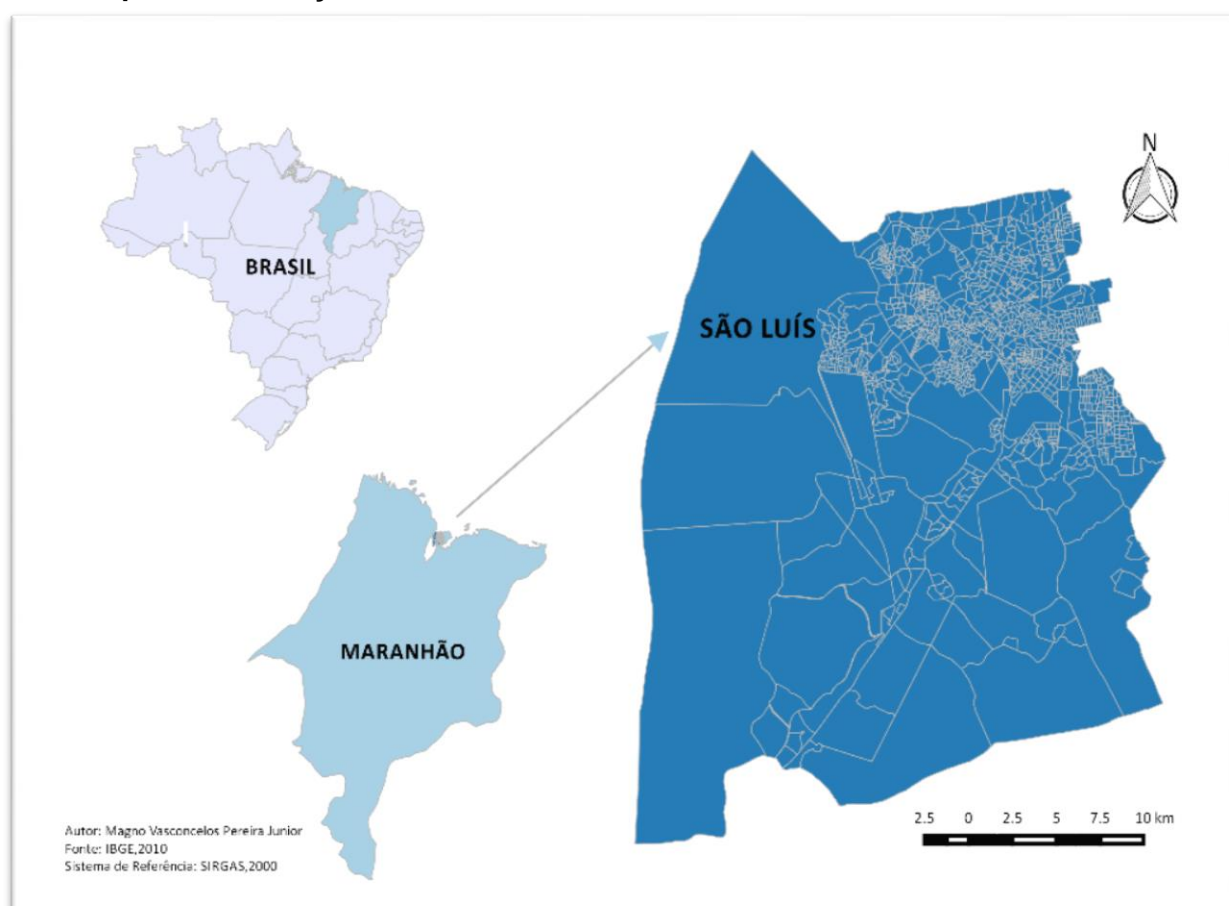 BRASIL
N
SÃO LUÍS
MARANHÃO
2.5 0 2.5 5 7.5 10 km
Autor: Magno Vasconcelos Pereira Junior
Fonte: IBGE,2010
Sistema de Referência: SIRGAS,2000